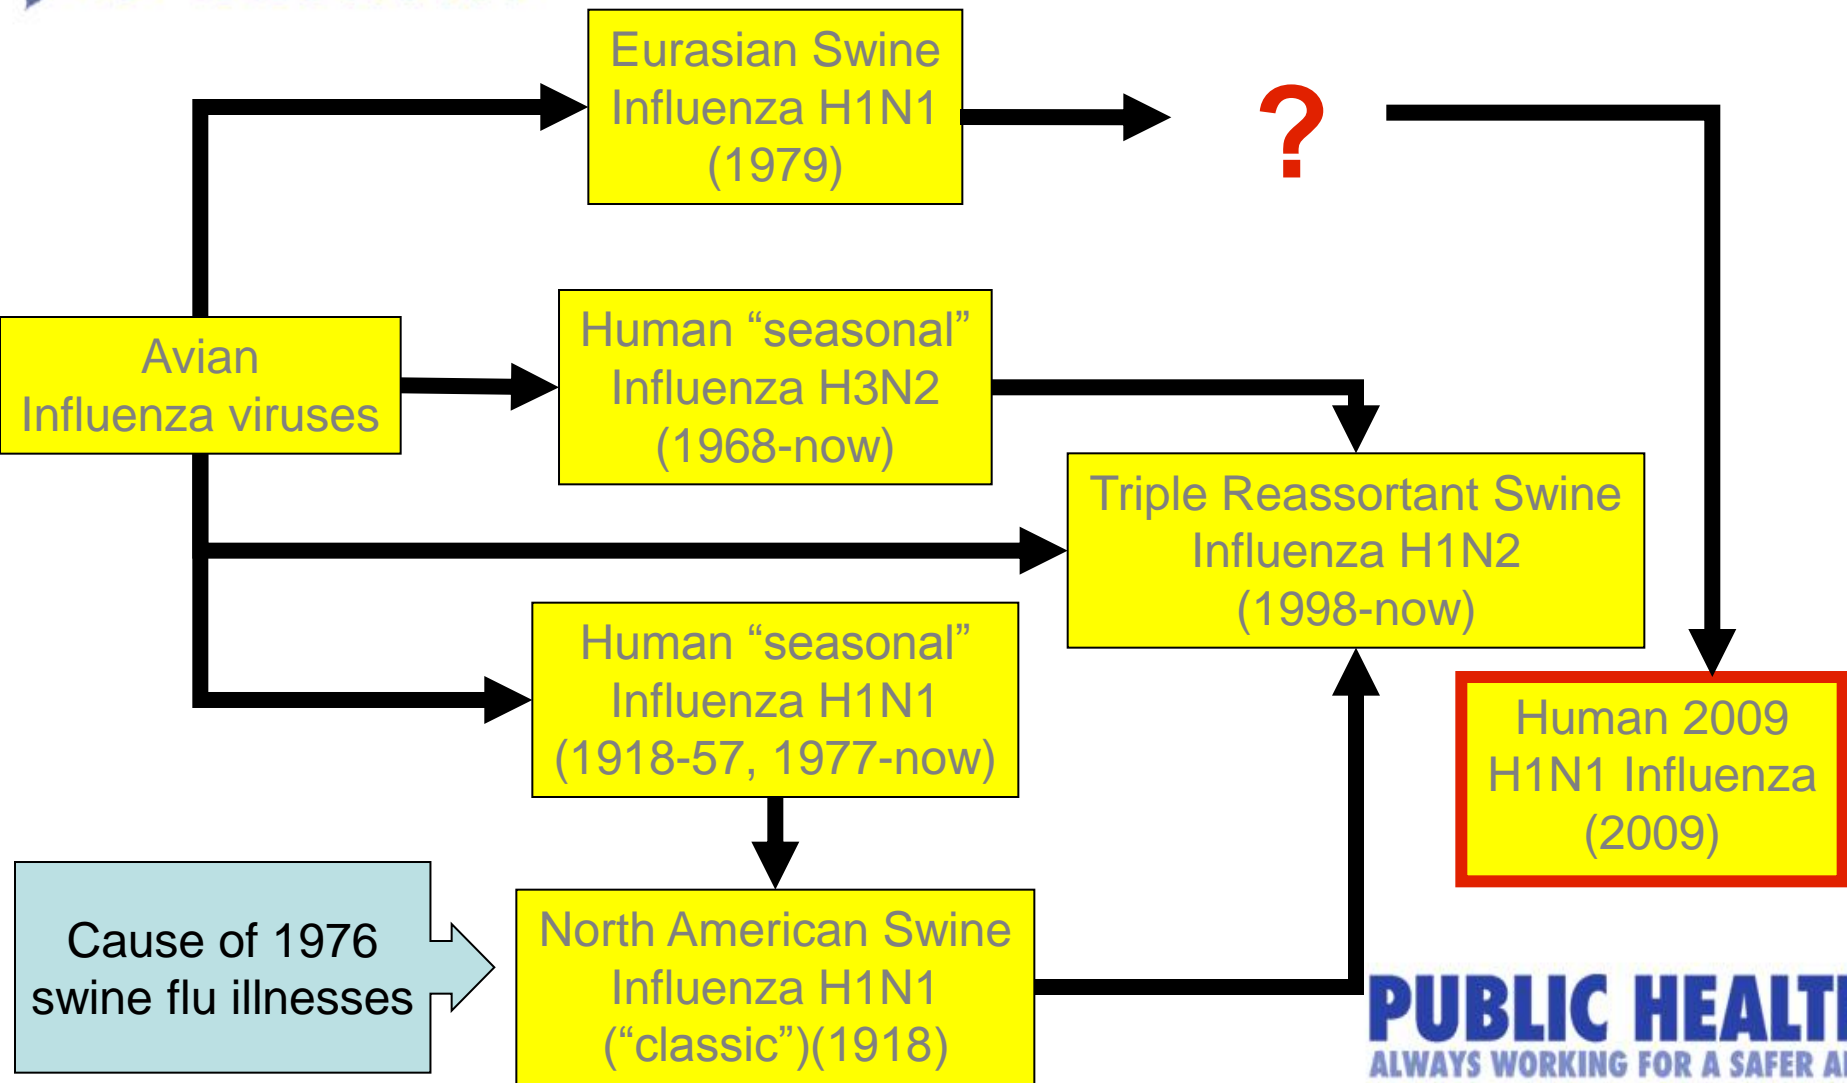 Eurasian Swine
Influenza H1N1
(1979)
?
Avian
Influenza viruses
Human “seasonal”
Influenza H3N2
(1968-now)
Triple Reassortant Swine
Influenza H1N2
(1998-now)
Human “seasonal”
Influenza H1N1
(1918-57, 1977-now)
Human 2009
H1N1 Influenza
(2009)
Cause of 1976
swine flu illnesses
North American Swine
Influenza H1N1
(“classic”)(1918)
PUBLIC HEALTH
ALWAYS WORKING FOR A SAFER